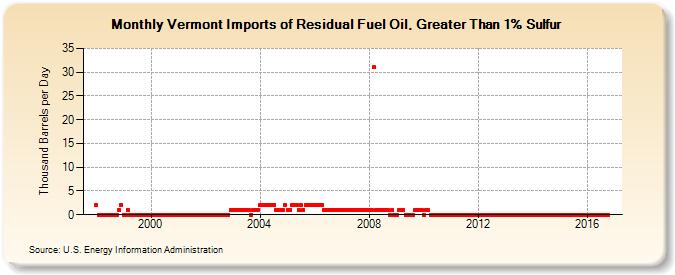 Monthly Vermont Imports of Residual Fuel Oil, Greater Than 1% Sulfur
Thousand Barrels per Day
35
30
25
20
15
10
5
0
2000 2004 2008 2012 2016
Source: U.S. Energy Information Administration